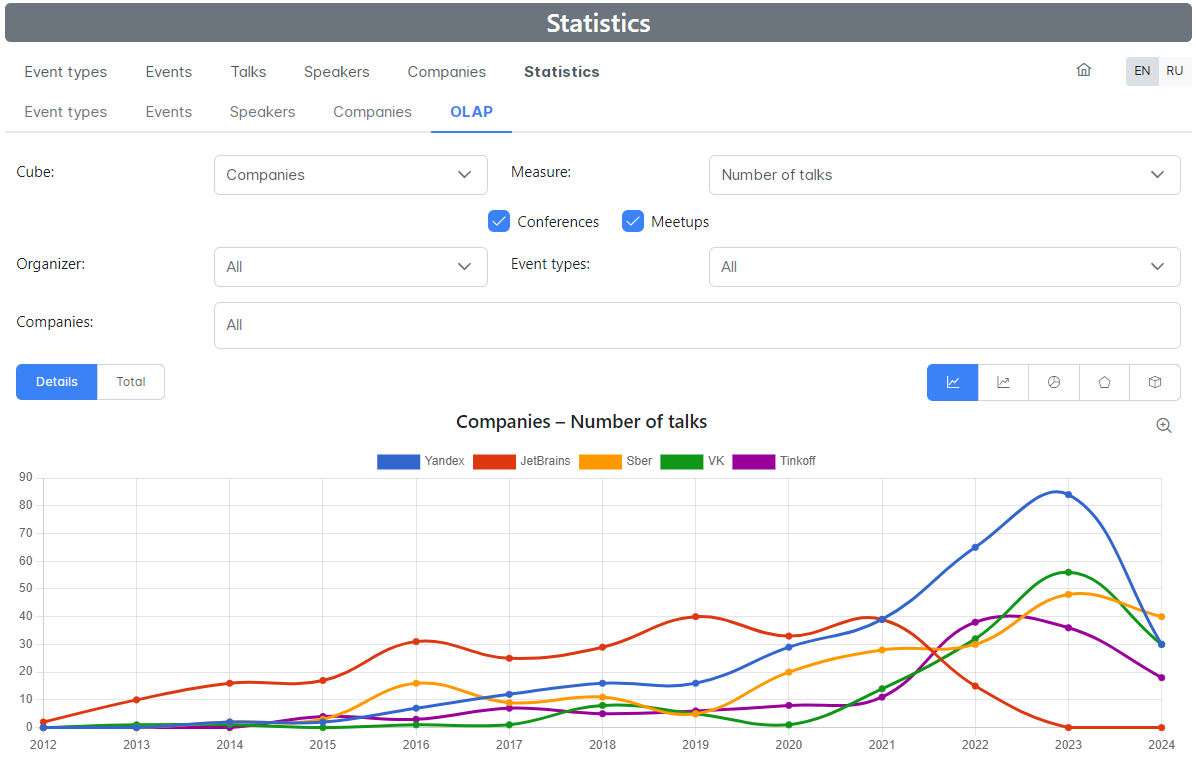 Statistics
Event types Events Talks Speakers Companies Statistics EN RU
Event types Events Speakers Companies OLAP
Cube: Companies Measure: Number of talks
Conferences Meetups
Organizer: All Event types: All
Companies: All
Details Total
Companies – Number of talks
Yandex JetBrains Sber VK Tinkoff
90
80
70
60
50
40
30
20
10
0
2012 2013 2014 2015 2016 2017 2018 2019 2020 2021 2022 2023 2024